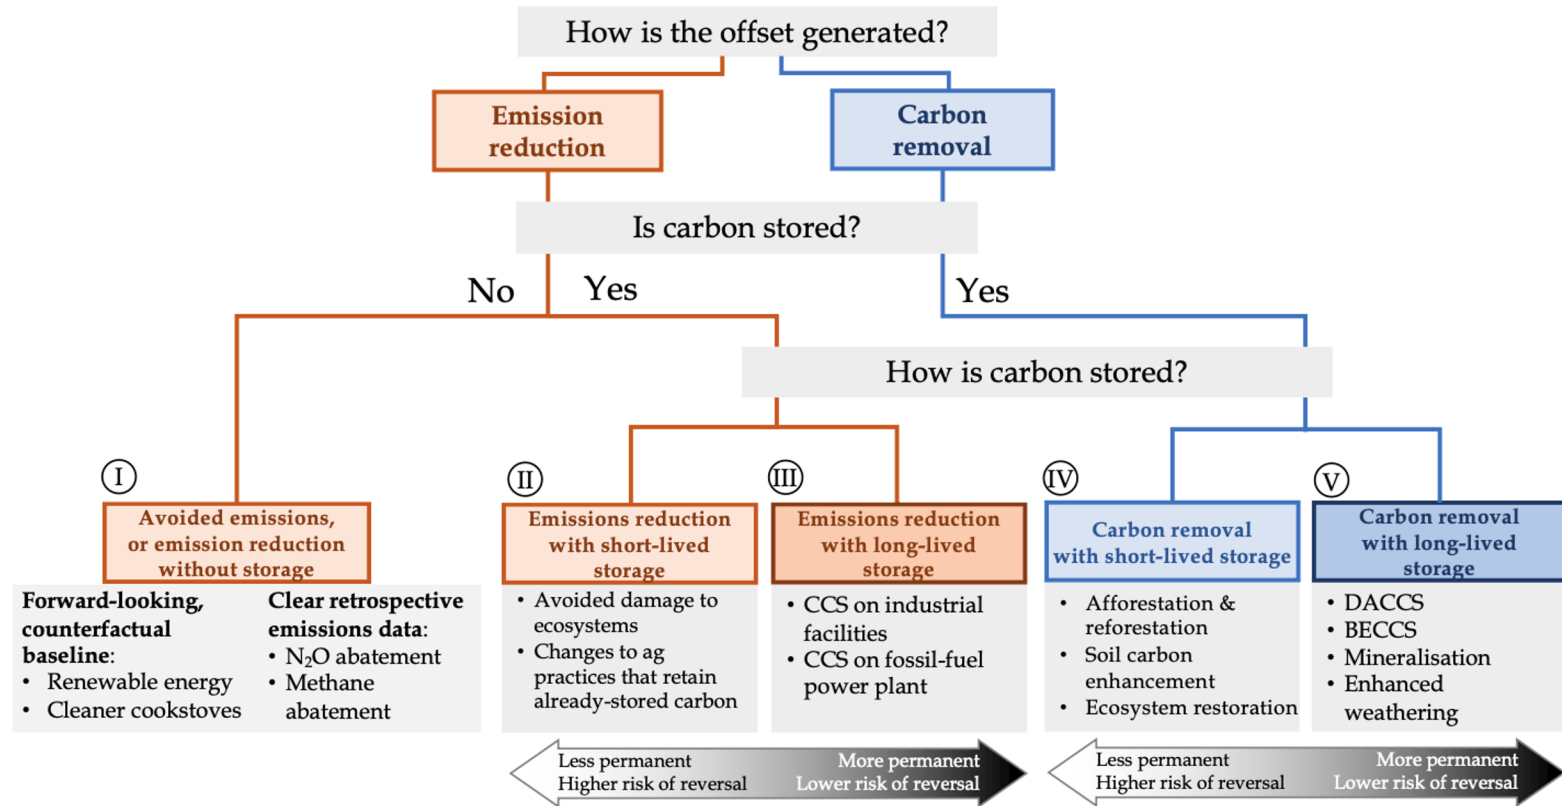 How is the offset generated?
Emission
reduction
Carbon
removal
Is carbon stored?
No
Yes
Yes
How is carbon stored?
I
Avoided emissions,
or emission reduction
without storage
Forward-looking,
counterfactual
baseline:
• Renewable energy
• Cleaner cookstoves
Clear retrospective
emissions data:
• N₂O abatement
• Methane
abatement
II
Emissions reduction
with short-lived
storage
• Avoided damage to
ecosystems
• Changes to ag
practices that retain
already-stored carbon
III
Emissions reduction
with long-lived
storage
• CCS on industrial
facilities
• CCS on fossil-fuel
power plant
Less permanent
Higher risk of reversal
More permanent
Lower risk of reversal
IV
Carbon removal
with short-lived storage
• Afforestation &
reforestation
• Soil carbon
enhancement
• Ecosystem restoration
V
Carbon removal
with long-lived
storage
• DACCS
• BECCS
• Mineralisation
• Enhanced
weathering
Less permanent
Higher risk of reversal
More permanent
Lower risk of reversal